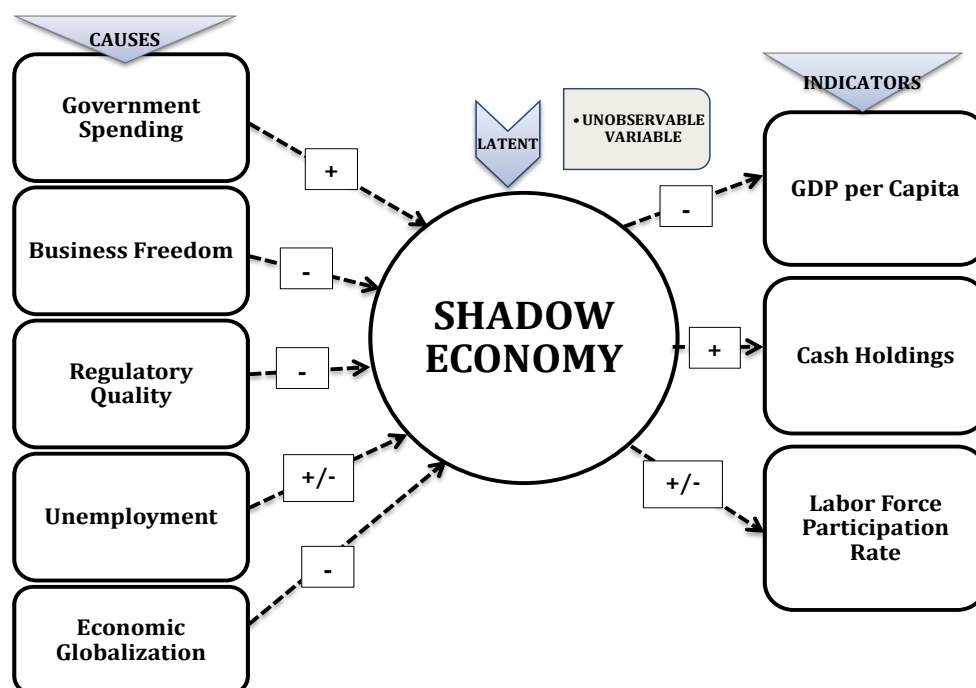 CAUSES
Government
Spending
Business Freedom
Regulatory
Quality
Unemployment
Economic
Globalization
+
-
-
+/-
-
LATENT
• UNOBSERVABLE
VARIABLE
SHADOW
ECONOMY
-
+
+/-
INDICATORS
GDP per Capita
Cash Holdings
Labor Force
Participation
Rate